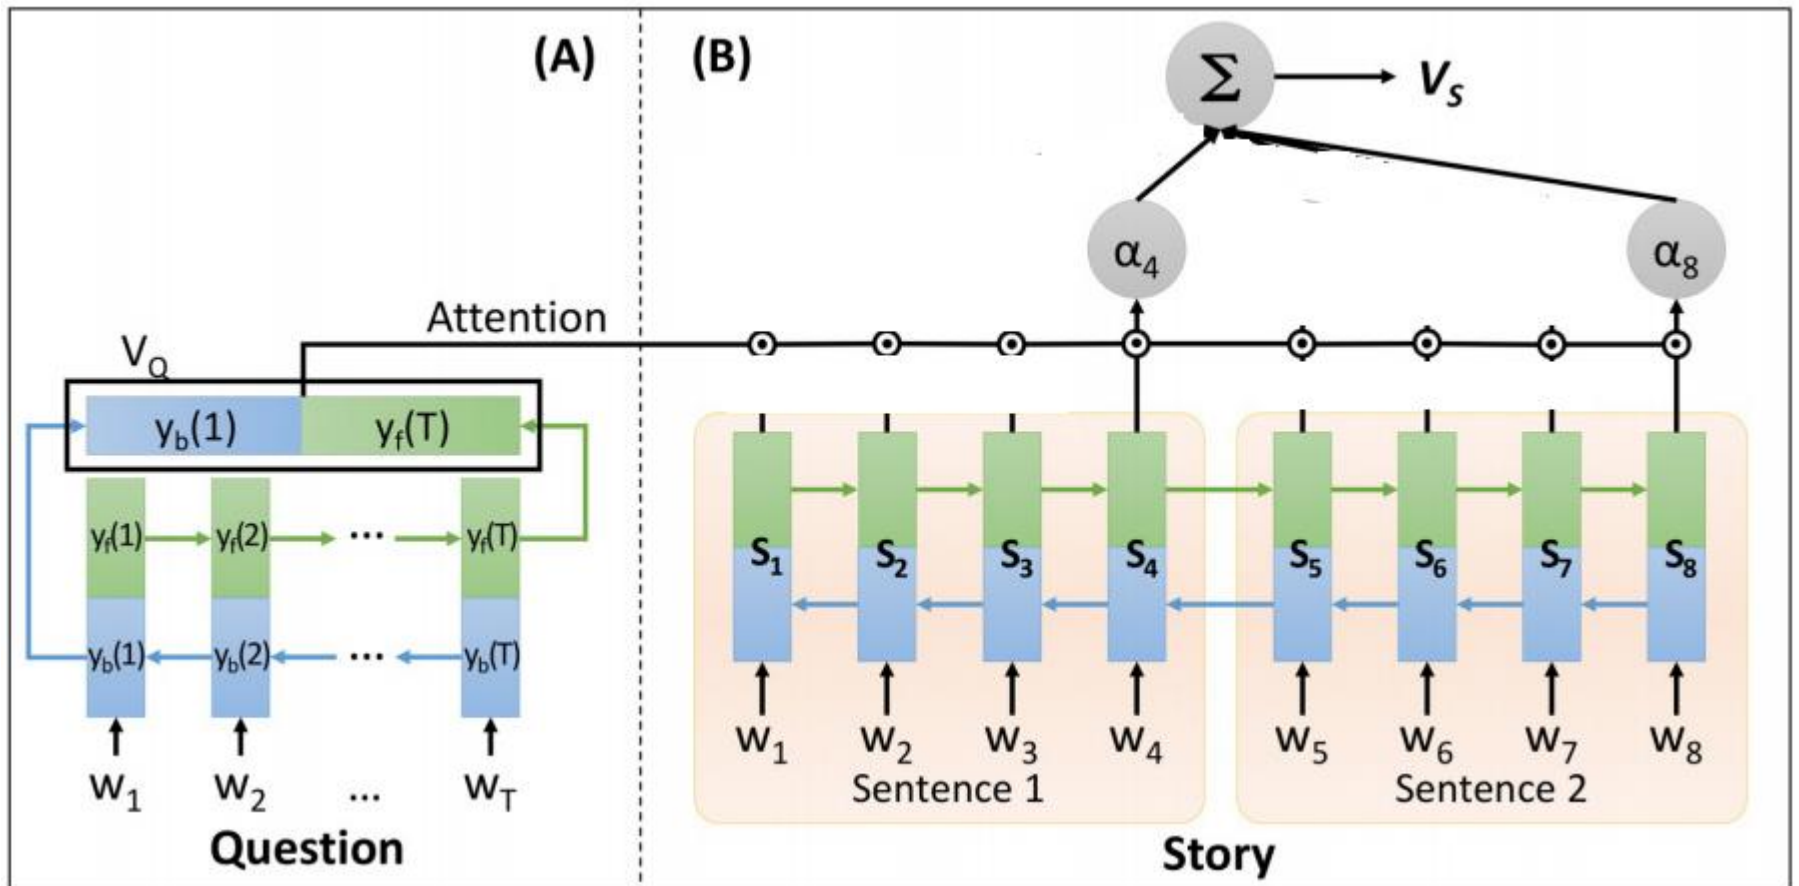 (A)
(B)
Σ
V_S
α_4
α_8
Attention
V_Q
y_b(1) y_f(T)
y_f(1) y_f(2) ... y_f(T)
y_b(1) y_b(2) ... y_b(T)
w_1 w_2 ... w_T
Question
S_1 S_2 S_3 S_4 S_5 S_6 S_7 S_8
w_1 w_2 w_3 w_4 w_5 w_6 w_7 w_8
Sentence 1 Sentence 2
Story